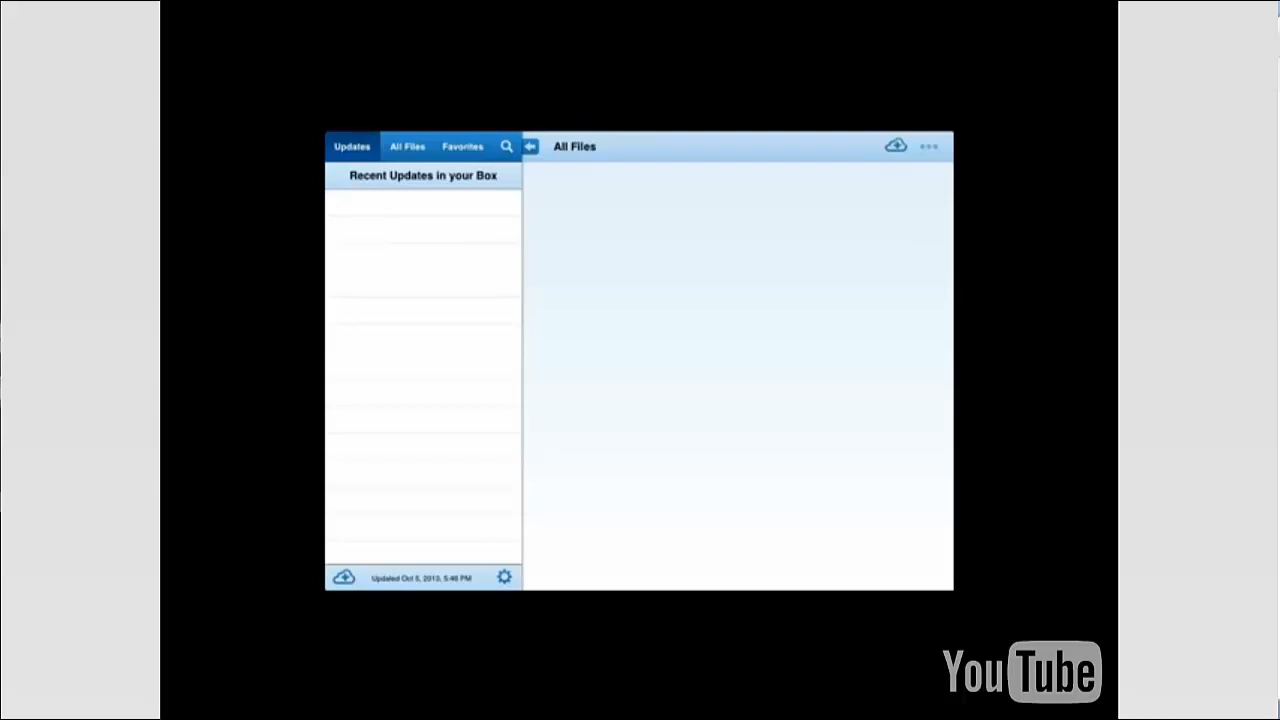 Updates All Files Favorites All Files
Recent Updates in your Box
Updated Oct 5, 2013, 5:46 PM
YouTube